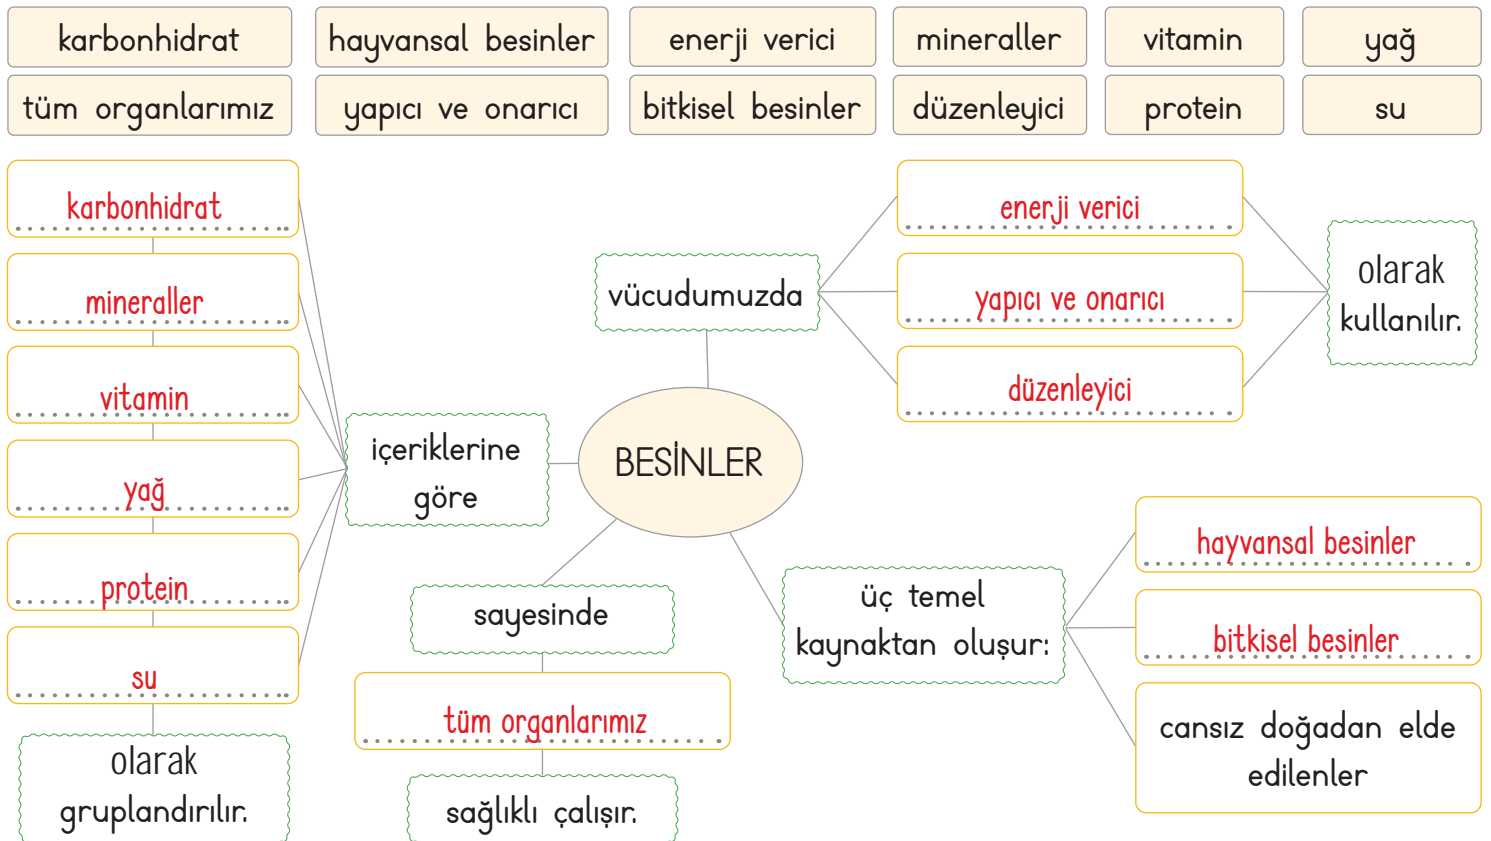 karbonhidrat
hayvansal besinler
enerji verici
mineraller
vitamin
yağ
tüm organlarımız
yapıcı ve onarıcı
bitkisel besinler
düzenleyici
protein
su
karbonhidrat
mineraller
vitamin
yağ
protein
su
olarak
gruplandırılır.
içeriklerine
göre
BESİNLER
vücudumuzda
enerji verici
yapıcı ve onarıcı
düzenleyici
olarak
kullanılır.
sayesinde
tüm organlarımız
sağlıklı çalışır.
üç temel
kaynaktan oluşur:
hayvansal besinler
bitkisel besinler
cansız doğadan elde
edilenler